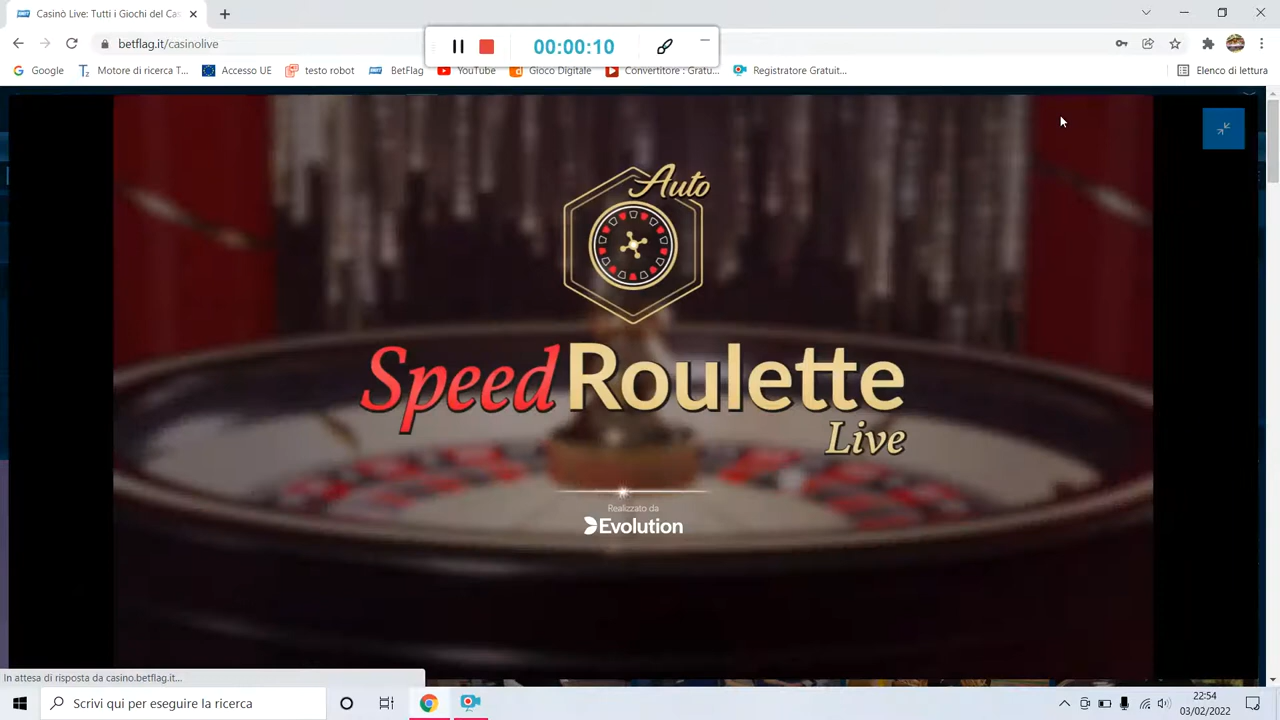 Casinò Live: Tutti i Giochi del Cas
00:00:10
betflag.it/casinolive
Google
Motore di ricerca T...
Accesso UE
testo robot
BetFlag
YouTube
Gioco Digitale
Convertitore : Gratu...
Registratore Gratuit...
Elenco di lettura
Auto
Speed Roulette
Live
Realizzato da
Evolution
In attesa di risposta da casino.betflag.it...
Scrivi qui per eseguire la ricerca
22:54
03/02/2022